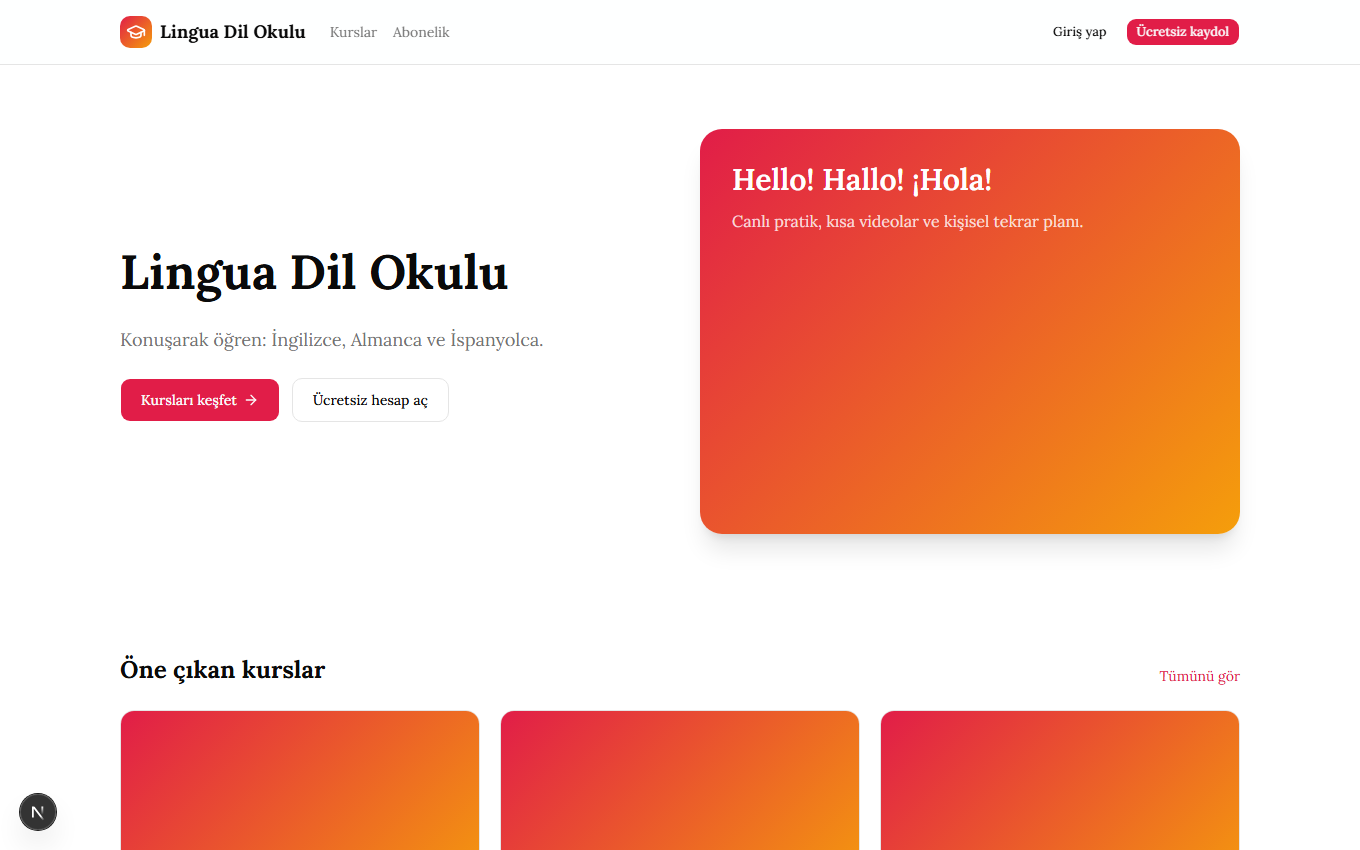 Lingua Dil Okulu
Kurslar
Abonelik
Giriş yap
Ücretsiz kaydol
Hello! Hallo! ¡Hola!
Canlı pratik, kısa videolar ve kişisel tekrar planı.
Lingua Dil Okulu
Konuşarak öğren: İngilizce, Almanca ve İspanyolca.
Kursları keşfet →
Ücretsiz hesap aç
Öne çıkan kurslar
Tümünü gör
N